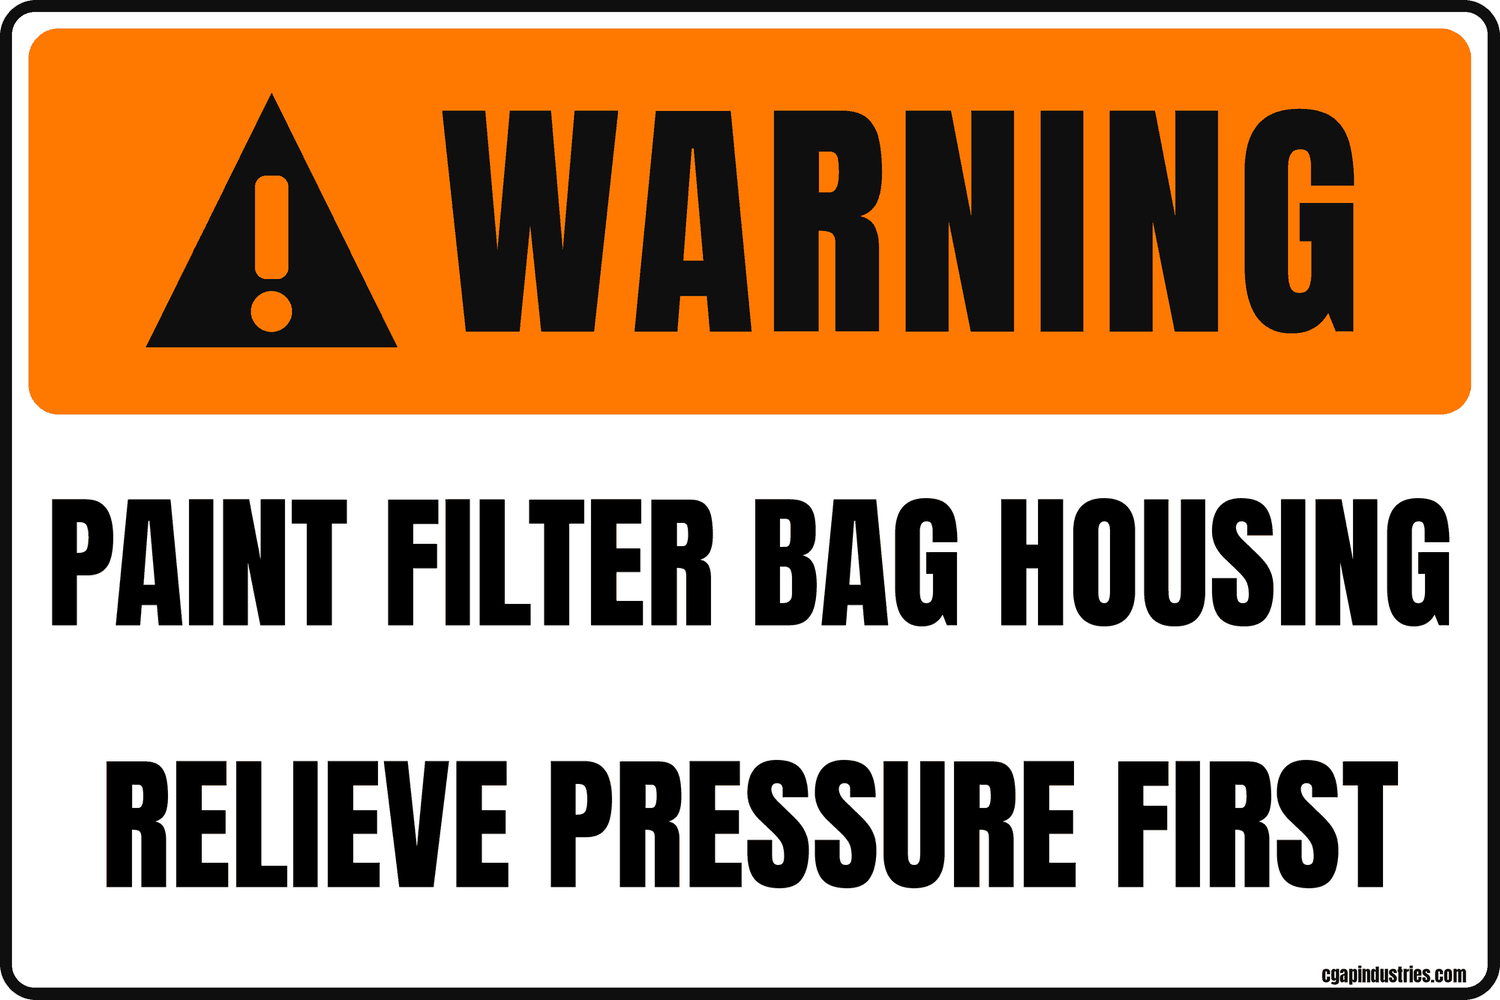 WARNING
PAINT FILTER BAG HOUSING
RELIEVE PRESSURE FIRST
cgapindustries.com